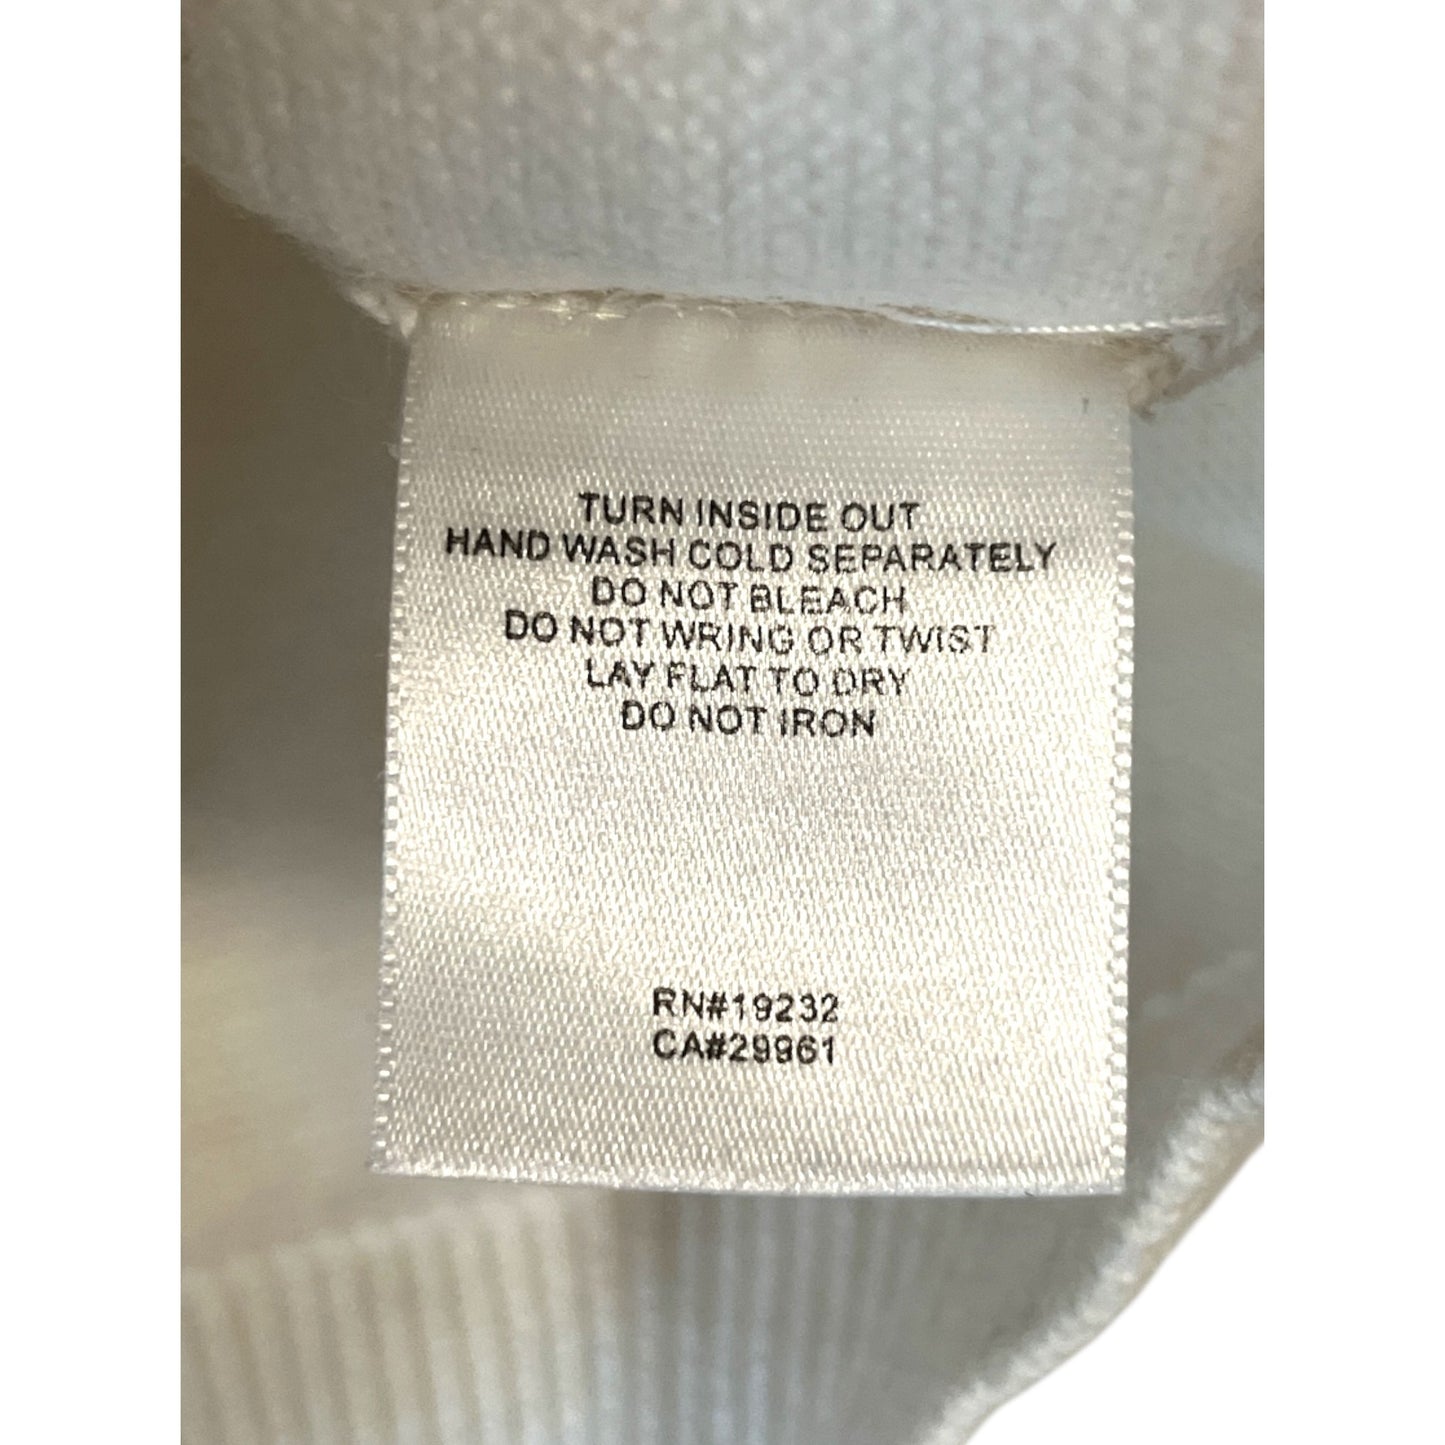 TURN INSIDE OUT
HAND WASH COLD SEPARATELY
DO NOT BLEACH
DO NOT WRING OR TWIST
LAY FLAT TO DRY
DO NOT IRON
RN#19232
CA#29961